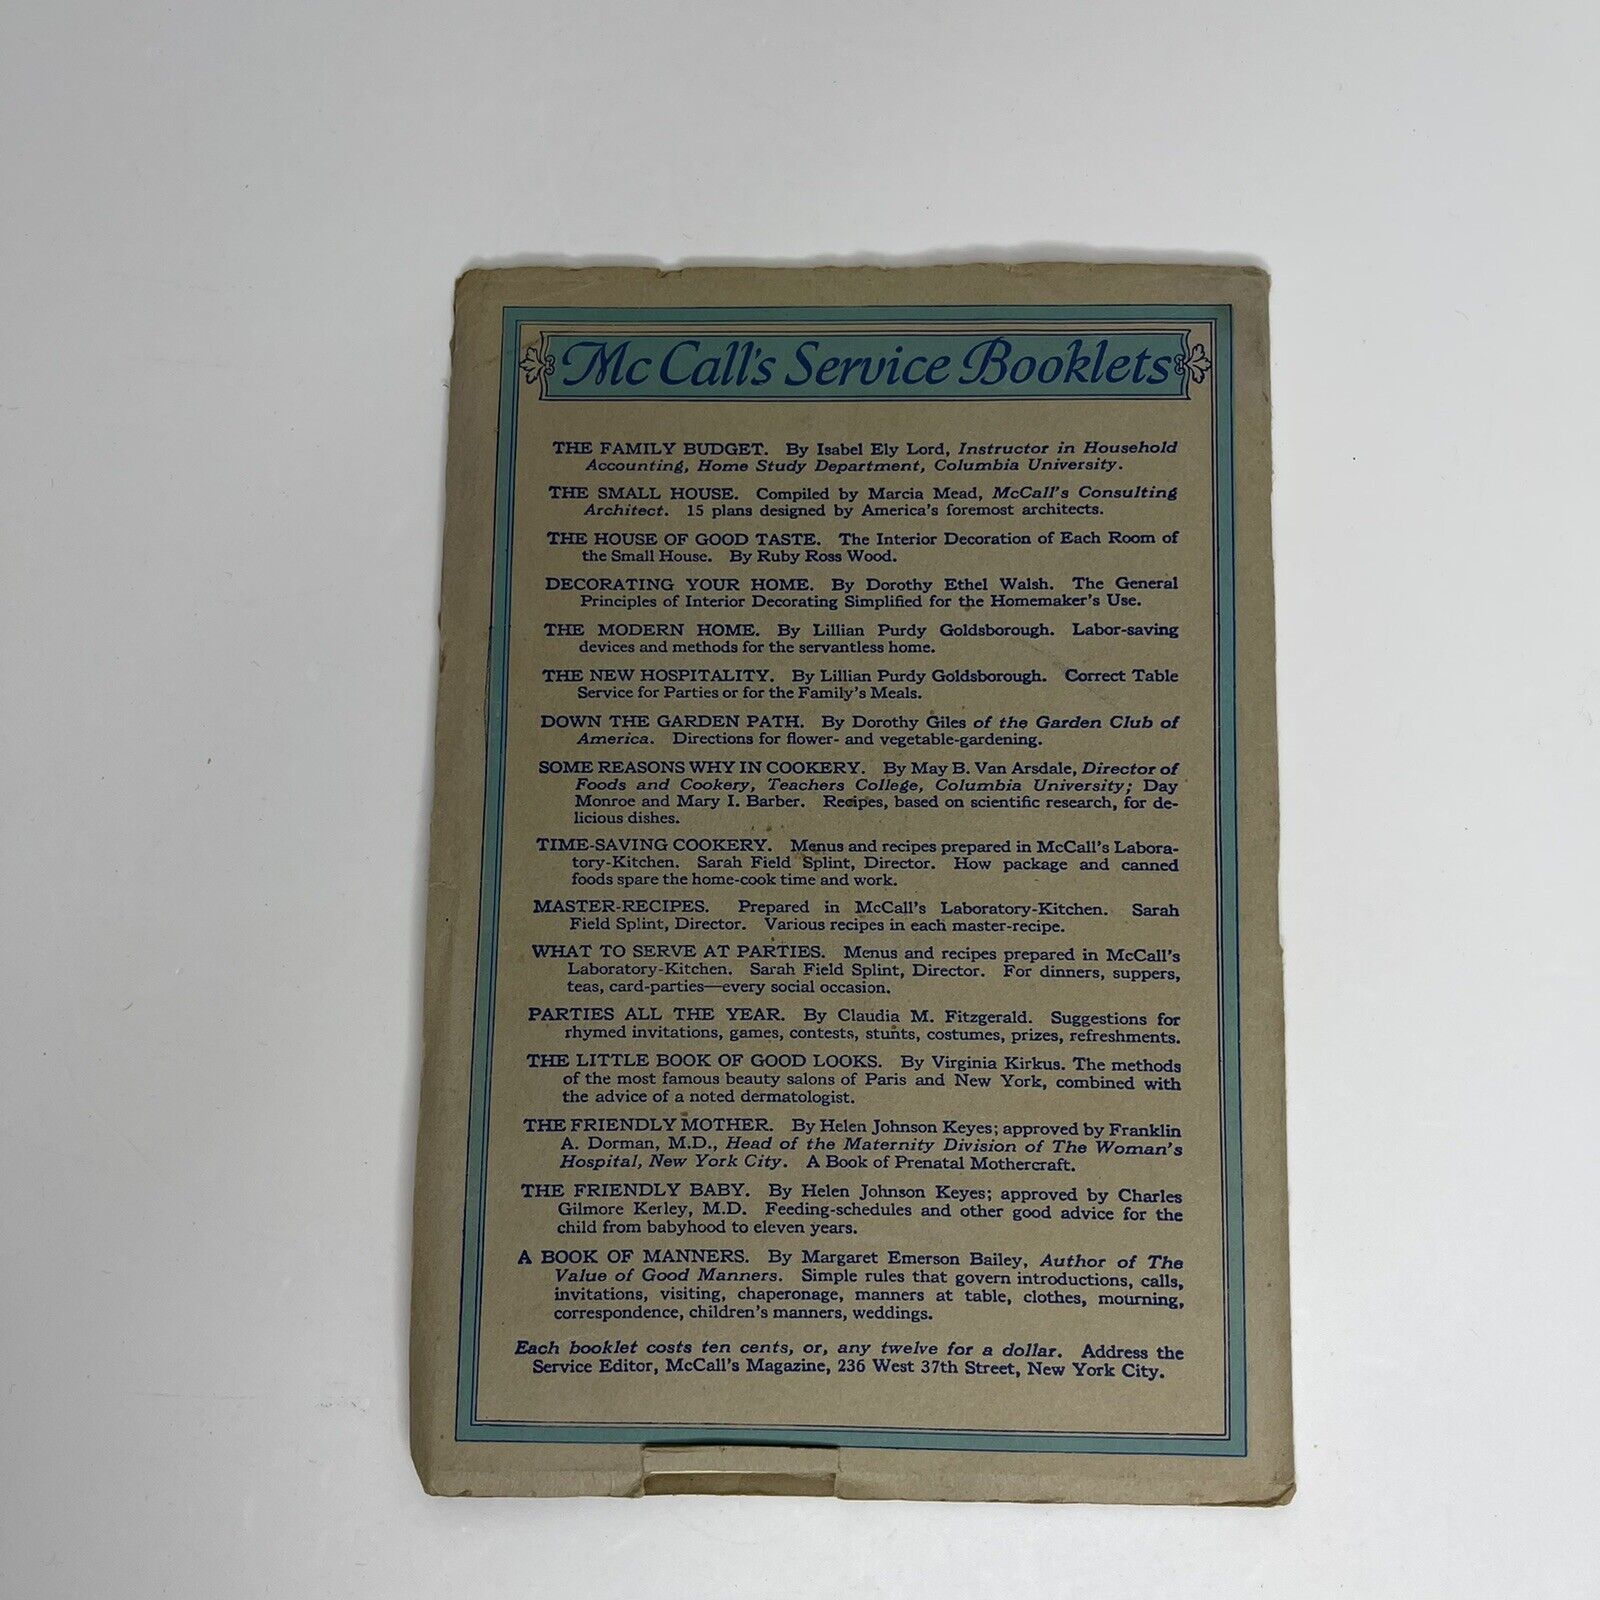 McCall's Service Booklets
THE FAMILY BUDGET. By Isabel Ely Lord, Instructor in Household
Accounting, Home Study Department, Columbia University.
THE SMALL HOUSE. Compiled by Marcia Mead, McCall's Consulting
Architect. 15 plans designed by America's foremost architects.
THE HOUSE OF GOOD TASTE. The Interior Decoration of Each Room of
the Small House. By Ruby Ross Wood.
DECORATING YOUR HOME. By Dorothy Ethel Walsh. The General
Principles of Interior Decorating Simplified for the Homemaker's Use.
THE MODERN HOME. By Lillian Purdy Goldsborough. Labor-saving
devices and methods for the servantless home.
THE NEW HOSPITALITY. By Lillian Purdy Goldsborough. Correct Table
Service for Parties or for the Family's Meals.
DOWN THE GARDEN PATH. By Dorothy Giles of the Garden Club of
America. Directions for flower- and vegetable-gardening.
SOME REASONS WHY IN COOKERY. By May B. Van Arsdale, Director of
Foods and Cookery, Teachers College, Columbia University; Day
Monroe and Mary I. Barber. Recipes, based on scientific research, for de-
licious dishes.
TIME-SAVING COOKERY. Menus and recipes prepared in McCall's Labora-
tory-Kitchen. Sarah Field Splint, Director. How package and canned
foods spare the home-cook time and work.
MASTER-RECIPES. Prepared in McCall's Laboratory-Kitchen. Sarah
Field Splint, Director. Various recipes in each master-recipe.
WHAT TO SERVE AT PARTIES. Menus and recipes prepared in McCall's
Laboratory-Kitchen. Sarah Field Splint, Director. For dinners, suppers,
teas, card-parties—every social occasion.
PARTIES ALL THE YEAR. By Claudia M. Fitzgerald. Suggestions for
rhymed invitations, games, contests, stunts, costumes, prizes, refreshments.
THE LITTLE BOOK OF GOOD LOOKS. By Virginia Kirkus. The methods
of the most famous beauty salons of Paris and New York, combined with
the advice of a noted dermatologist.
THE FRIENDLY MOTHER. By Helen Johnson Keyes; approved by Franklin
A. Dorman, M.D., Head of the Maternity Division of The Woman's
Hospital, New York City. A Book of Prenatal Mothercraft.
THE FRIENDLY BABY. By Helen Johnson Keyes; approved by Charles
Gilmore Kerley, M.D. Feeding-schedules and other good advice for the
child from babyhood to eleven years.
A BOOK OF MANNERS. By Margaret Emerson Bailey, Author of The
Value of Good Manners. Simple rules that govern introductions, calls,
invitations, visiting, chaperonage, manners at table, clothes, mourning,
correspondence, children's manners, weddings.
Each booklet costs ten cents, or, any twelve for a dollar. Address the
Service Editor, McCall's Magazine, 236 West 37th Street, New York City.